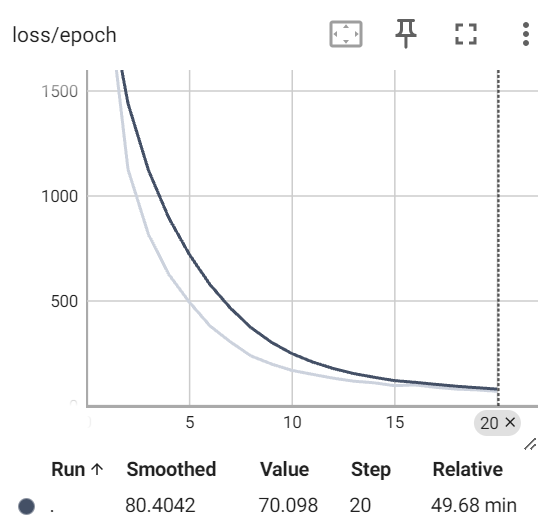 loss/epoch
1500
1000
500
0
5 10 15 20 ×
Run ↑ Smoothed Value Step Relative
. 80.4042 70.098 20 49.68 min